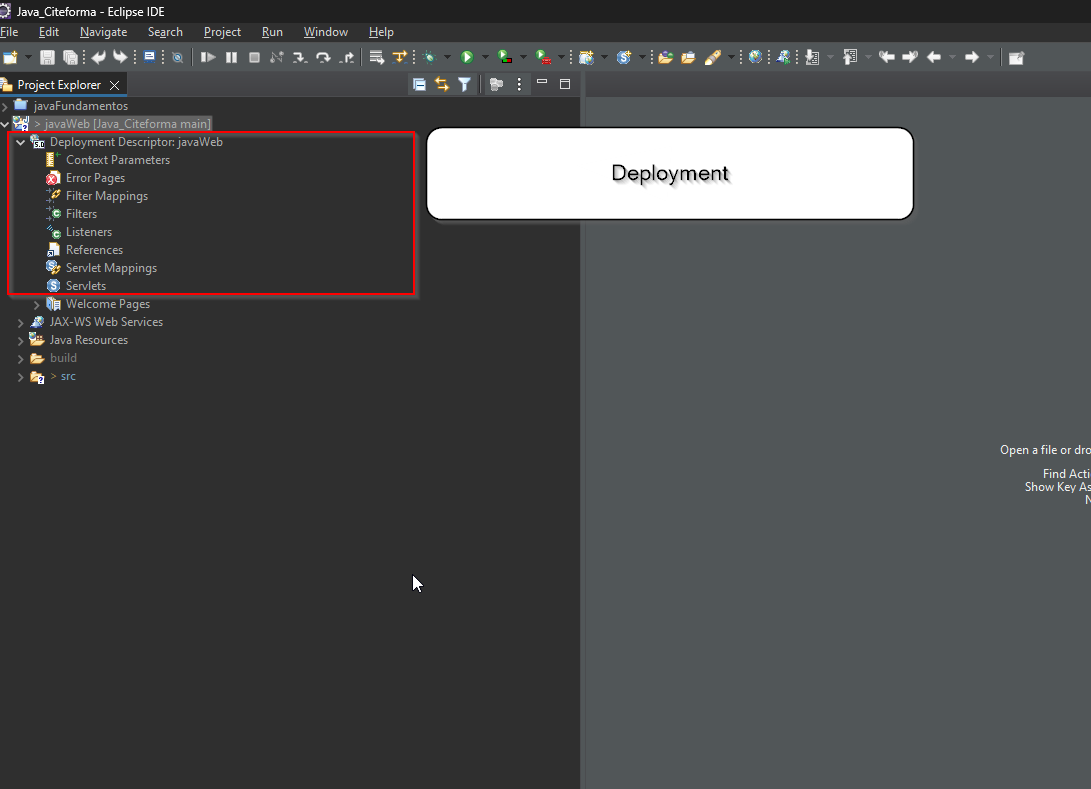 Java_Citeforma - Eclipse IDE
File Edit Navigate Search Project Run Window Help
Project Explorer
javaFundamentos
> javaWeb [Java_Citeforma main]
5.0 Deployment Descriptor: javaWeb
Context Parameters
Error Pages
Filter Mappings
Filters
Listeners
References
Servlet Mappings
Servlets
Welcome Pages
JAX-WS Web Services
Java Resources
build
> src
Deployment
Open a file or dro
Find Acti
Show Key As
N